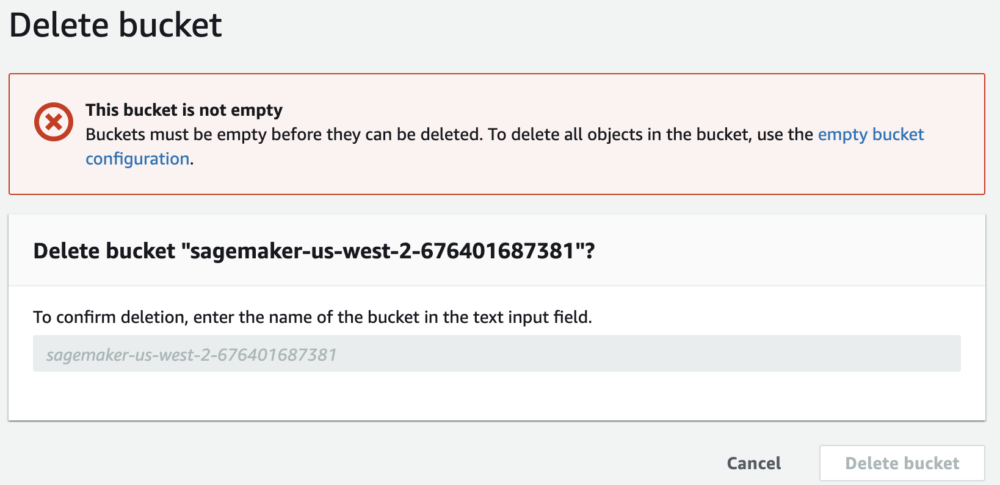 Delete bucket
This bucket is not empty
Buckets must be empty before they can be deleted. To delete all objects in the bucket, use the empty bucket
configuration.
Delete bucket "sagemaker-us-west-2-676401687381"?
To confirm deletion, enter the name of the bucket in the text input field.
sagemaker-us-west-2-676401687381
Cancel Delete bucket